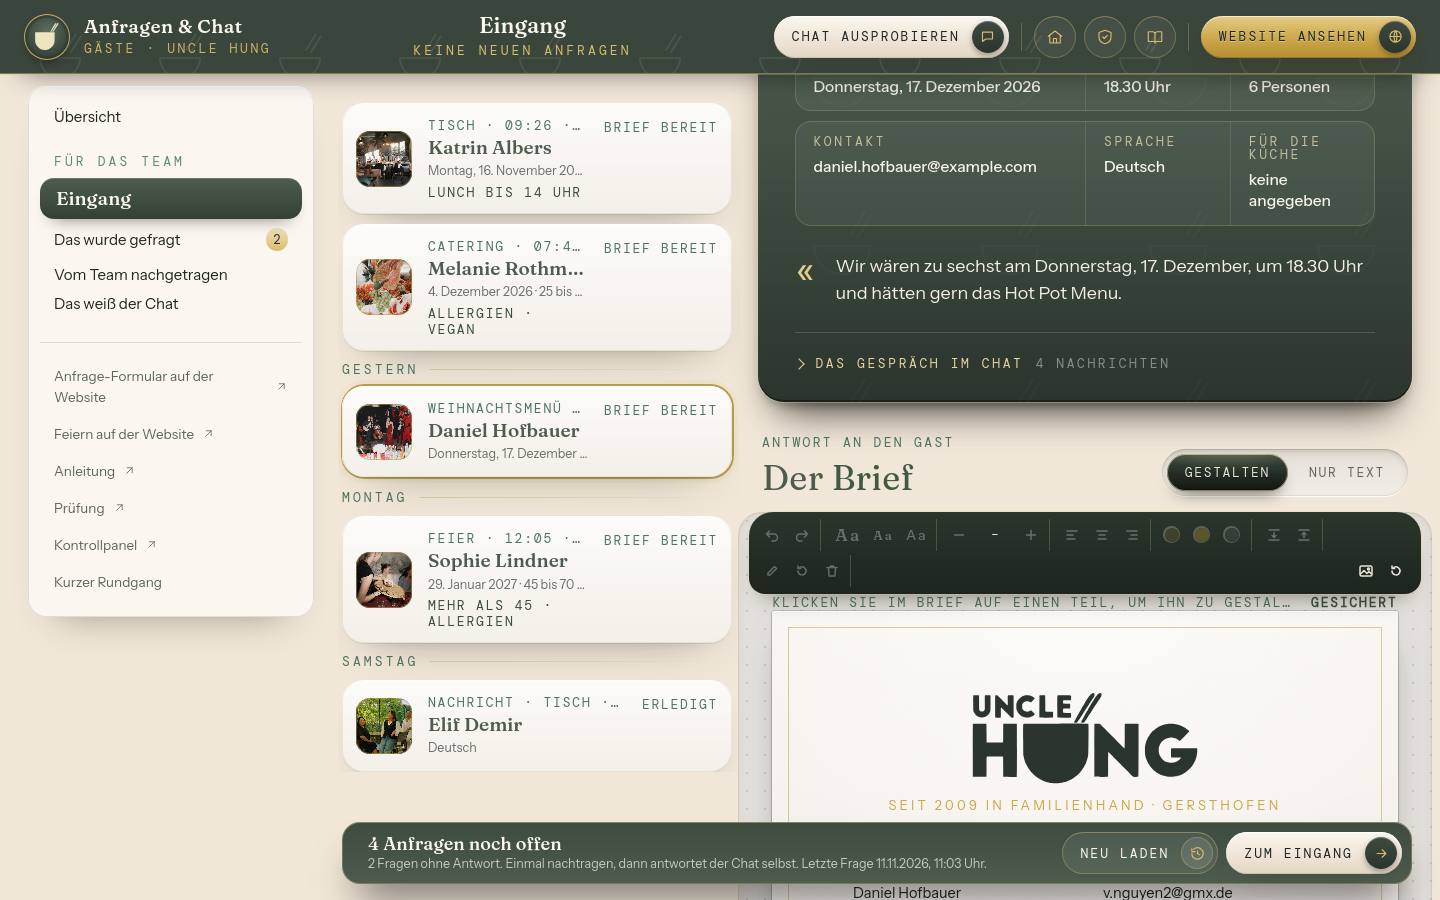 Anfragen & Chat
GÄSTE · UNCLE HUNG
Eingang
KEINE NEUEN ANFRAGEN
CHAT AUSPROBIEREN
WEBSITE ANSEHEN
Übersicht
FÜR DAS TEAM
Eingang
Das wurde gefragt
2
Vom Team nachgetragen
Das weiß der Chat
Anfrage-Formular auf der
Website
Feiern auf der Website
Anleitung
Prüfung
Kontrollpanel
Kurzer Rundgang
TISCH · 09:26 ·…
BRIEF BEREIT
Katrin Albers
Montag, 16. November 20…
LUNCH BIS 14 UHR
CATERING · 07:4…
BRIEF BEREIT
Melanie Rothm…
4. Dezember 2026 · 25 bis …
ALLERGIEN ·
VEGAN
GESTERN
WEIHNACHTSMENÜ …
BRIEF BEREIT
Daniel Hofbauer
Donnerstag, 17. Dezember …
MONTAG
FEIER · 12:05 ·…
BRIEF BEREIT
Sophie Lindner
29. Januar 2027 · 45 bis 70 …
MEHR ALS 45 ·
ALLERGIEN
SAMSTAG
NACHRICHT · TISCH ·…
ERLEDIGT
Elif Demir
Deutsch
Donnerstag, 17. Dezember 2026
18.30 Uhr
6 Personen
KONTAKT
daniel.hofbauer@example.com
SPRACHE
Deutsch
FÜR DIE
KÜCHE
keine
angegeben
« Wir wären zu sechst am Donnerstag, 17. Dezember, um 18.30 Uhr
und hätten gern das Hot Pot Menu.
DAS GESPRÄCH IM CHAT 4 NACHRICHTEN
ANTWORT AN DEN GAST
Der Brief
GESTALTEN
NUR TEXT
Aa Aa Aa
KLICKEN SIE IM BRIEF AUF EINEN TEIL, UM IHN ZU GESTAL…
GESICHERT
UNCLE
HUNG
SEIT 2009 IN FAMILIENHAND · GERSTHOFEN
4 Anfragen noch offen
2 Fragen ohne Antwort. Einmal nachtragen, dann antwortet der Chat selbst. Letzte Frage 11.11.2026, 11:03 Uhr.
NEU LADEN
ZUM EINGANG
Daniel Hofbauer
v.nguyen2@gmx.de